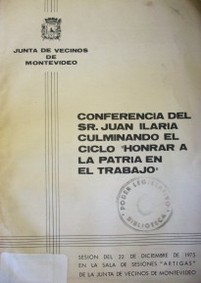 JUNTA DE VECINOS
DE
MONTEVIDEO
CONFERENCIA DEL
SR. JUAN ILARIA
CULMINANDO EL
CICLO "HONRAR A
LA PATRIA EN
EL TRABAJO"
PODER LEGISLATIVO
BIBLIOTECA
SESION DEL 22 DE DICIEMBRE DE 1975
EN LA SALA DE SESIONES "ARTIGAS"
DE LA JUNTA DE VECINOS DE MONTEVIDEO